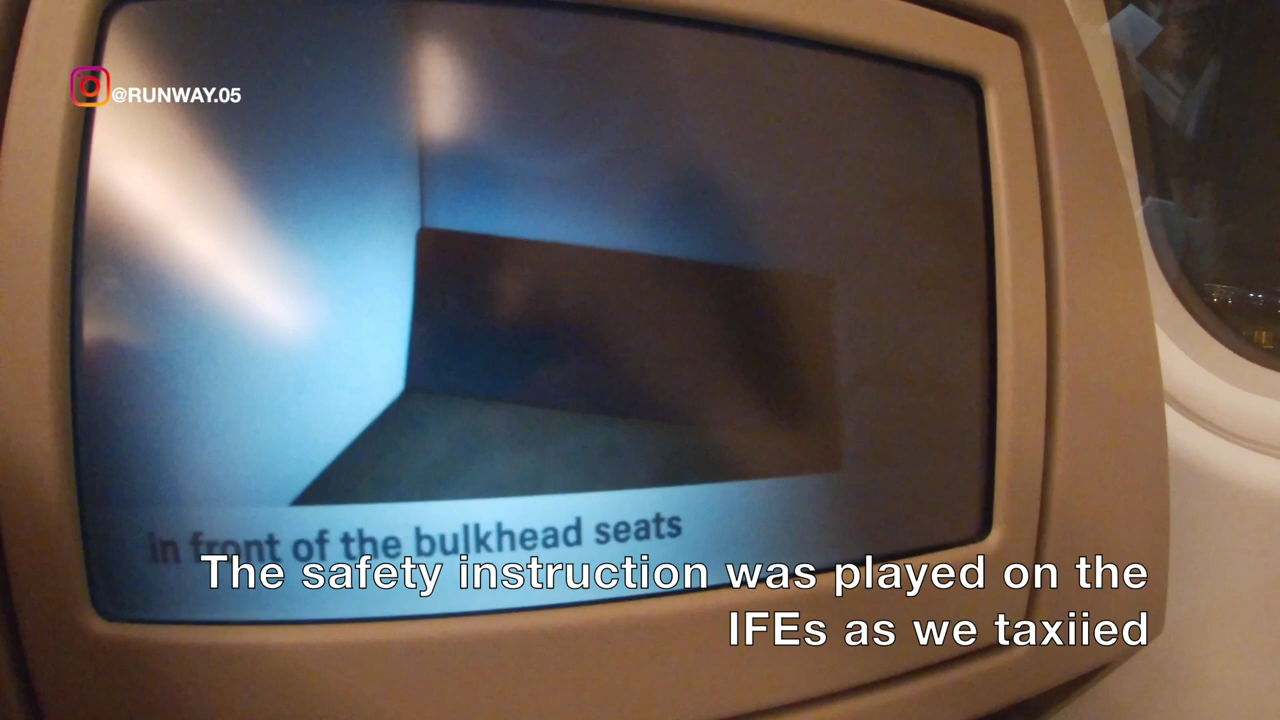 @RUNWAY.05
in front of the bulkhead seats
The safety instruction was played on the
IFEs as we taxiied